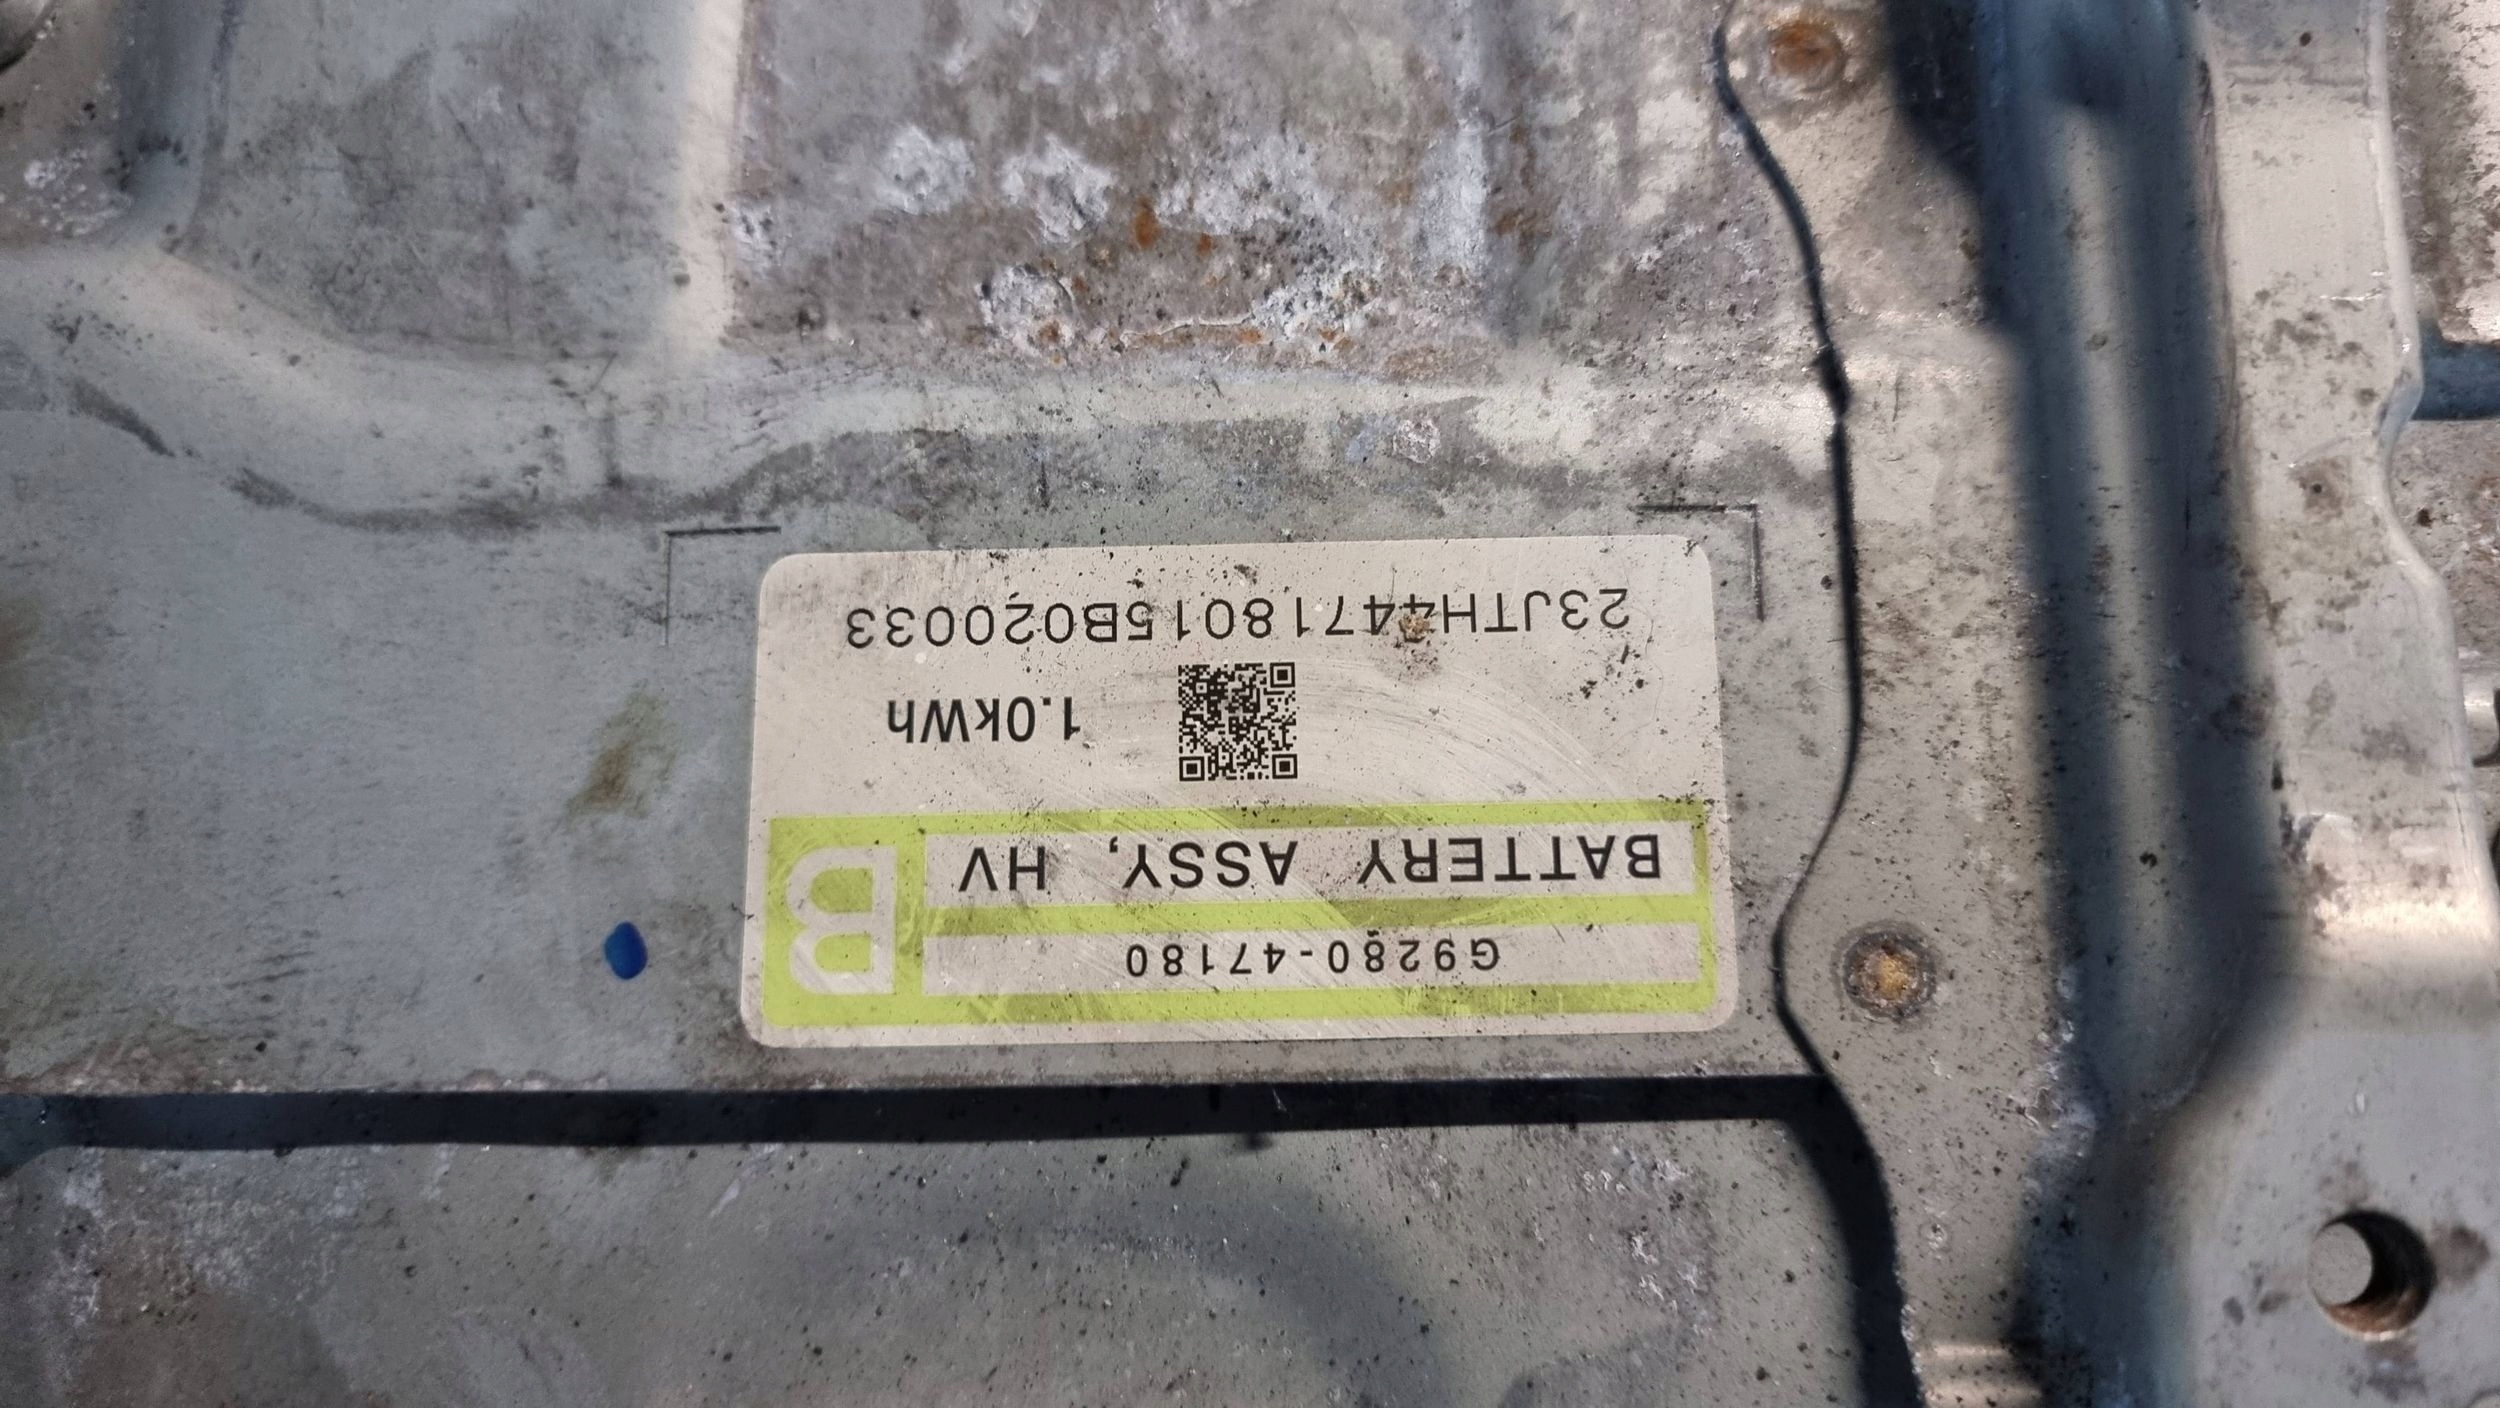 G9280-47180
BATTERY ASSY, HV
B
1.0kWh
23JTH44718015B020033